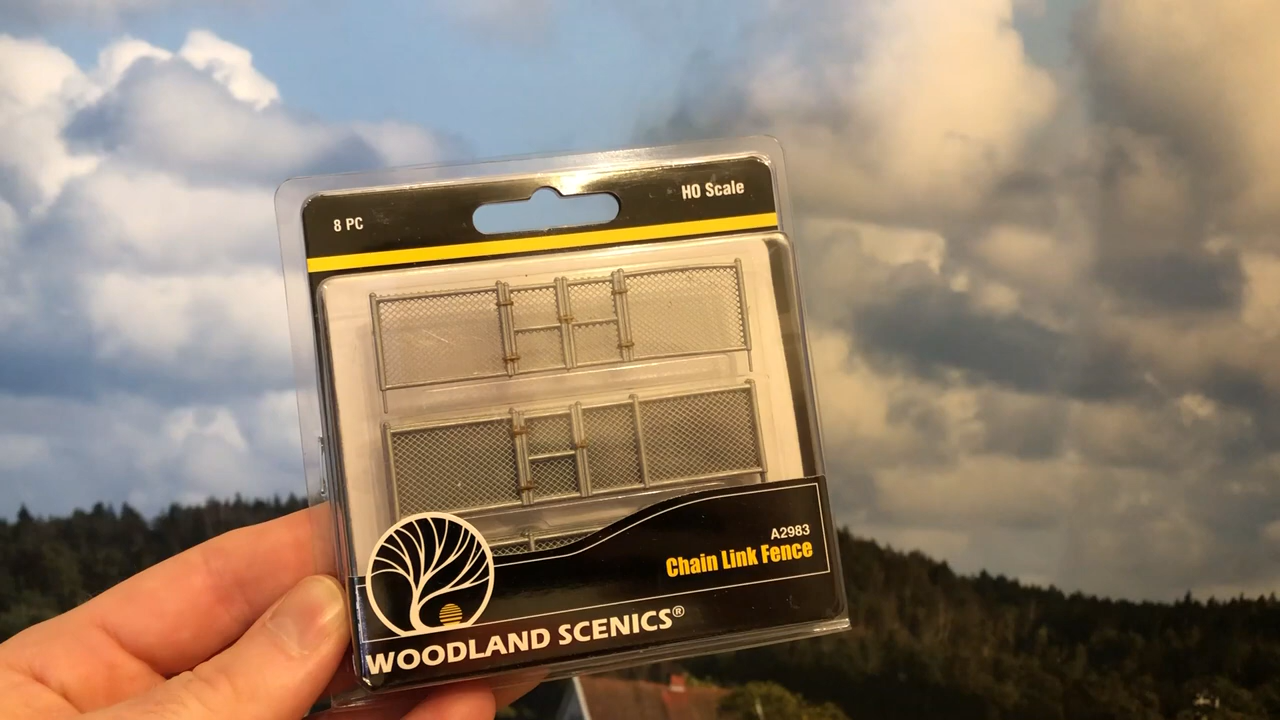 8 PC
HO Scale
A2983
Chain Link Fence
WOODLAND SCENICS®